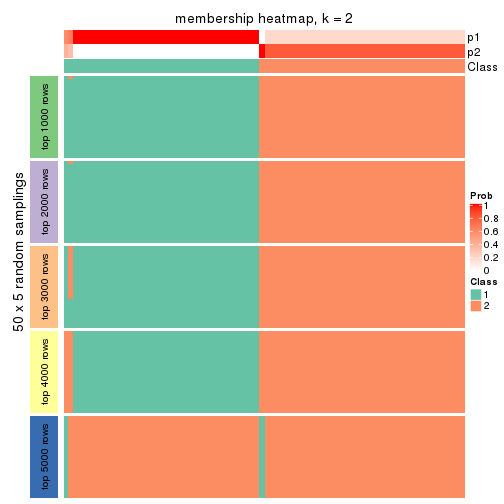 membership heatmap, k = 2
p1
p2
Class
50 x 5 random samplings
top 1000 rows
top 2000 rows
top 3000 rows
top 4000 rows
top 5000 rows
Prob
1
0.8
0.6
0.4
0.2
0
Class
1
2